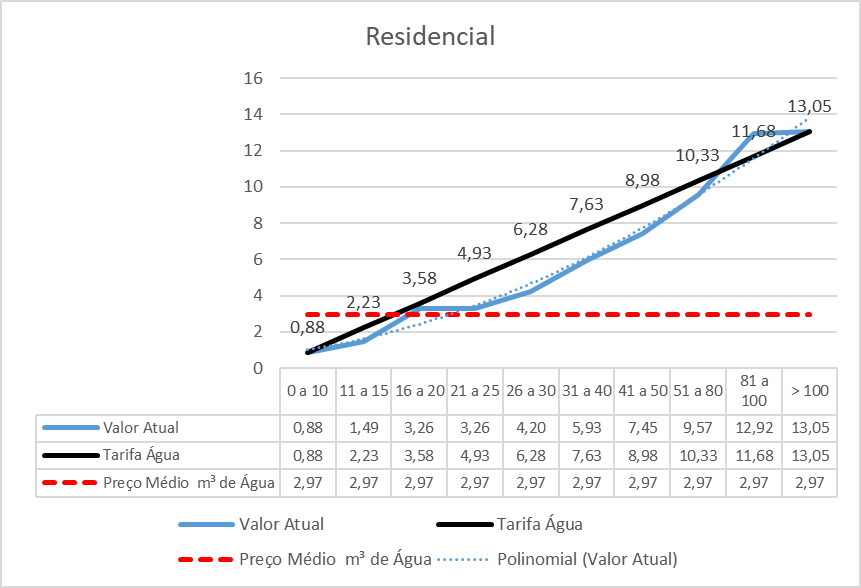 Residencial
16
14
12
10
8
6
4
2
0
0,88
2,23
3,58
4,93
6,28
7,63
8,98
10,33
11,68
13,05
0 a 10 11 a 15 16 a 20 21 a 25 26 a 30 31 a 40 41 a 50 51 a 80 81 a 100 > 100
Valor Atual 0,88 1,49 3,26 3,26 4,20 5,93 7,45 9,57 12,92 13,05
Tarifa Água 0,88 2,23 3,58 4,93 6,28 7,63 8,98 10,33 11,68 13,05
Preço Médio m³ de Água 2,97 2,97 2,97 2,97 2,97 2,97 2,97 2,97 2,97 2,97
Valor Atual Tarifa Água
Preço Médio m³ de Água Polinomial (Valor Atual)